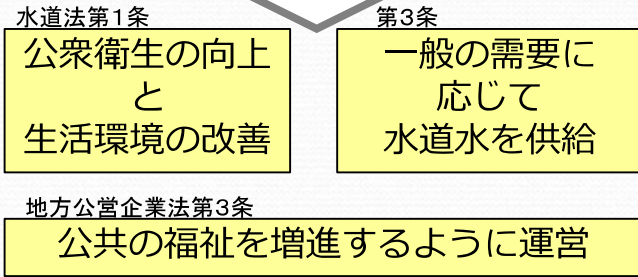 水道法第1条
公衆衛生の向上
と
生活環境の改善
第3条
一般の需要に
応じて
水道水を供給
地方公営企業法第3条
公共の福祉を増進するように運営